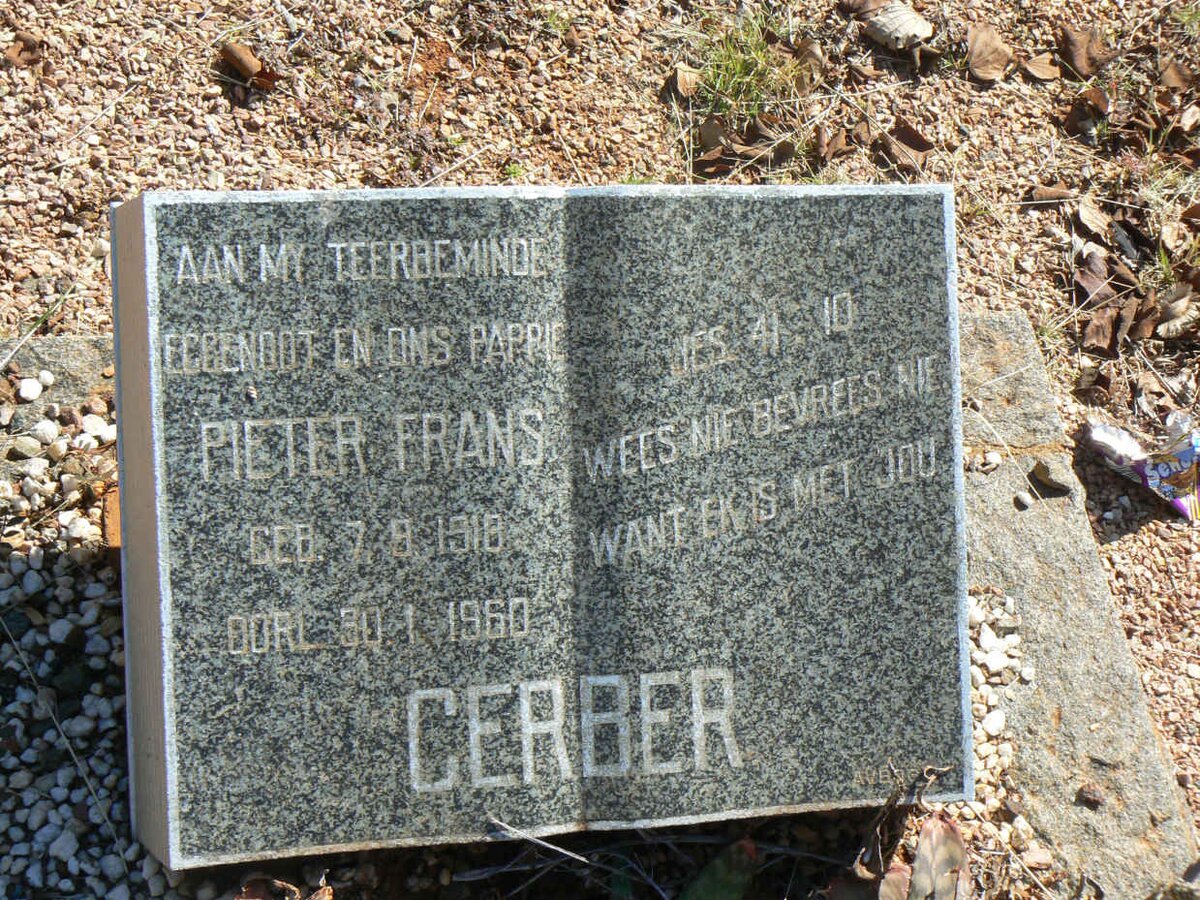 AAN MY TEERBEMINDE
EGGENOOT EN ONS PAPPIE
PIETER FRANS
GEB. 7. 9. 1918
OORL. 30. 1. 1960
JES. 41 : 10
WEES NIE BEVREES NIE
WANT EK IS MET JOU
GERBER